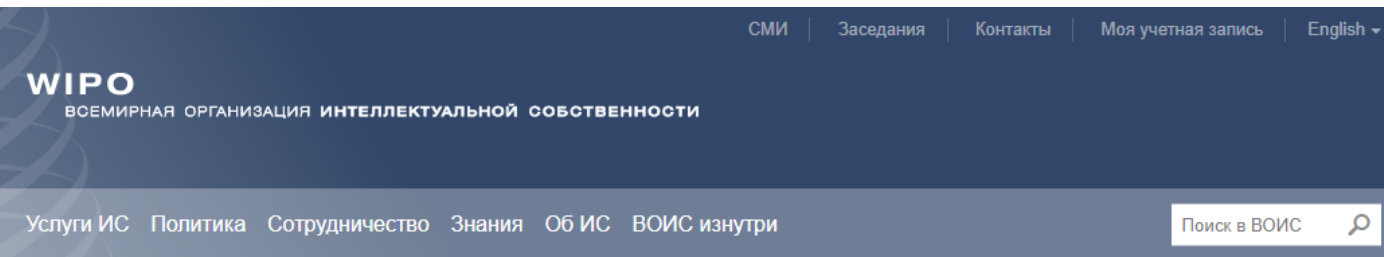 СМИ Заседания Контакты Моя учетная запись English
WIPO
ВСЕМИРНАЯ ОРГАНИЗАЦИЯ ИНТЕЛЛЕКТУАЛЬНОЙ СОБСТВЕННОСТИ
Услуги ИС Политика Сотрудничество Знания Об ИС ВОИС изнутри Поиск в ВОИС